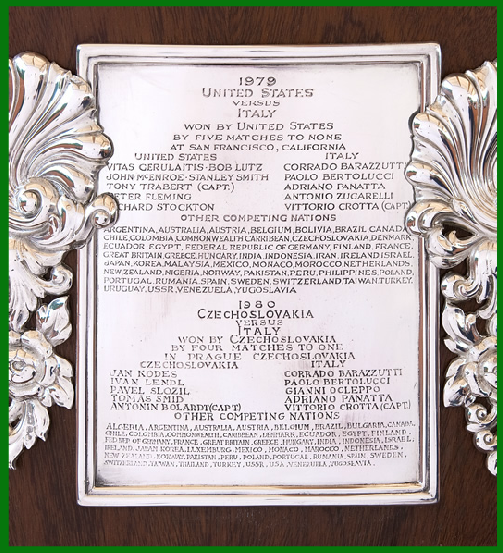 1979
UNITED STATES
VERSUS
ITALY
WON BY UNITED STATES
BY FIVE MATCHES TO NONE
AT SAN FRANCISCO, CALIFORNIA
UNITED STATES ITALY
VITAS GERULAITIS · BOB LUTZ CORRADO BARAZZUTTI
JOHN McENROE · STANLEY SMITH PAOLO BERTOLUCCI
TONY TRABERT (CAPT.) ADRIANO PANATTA
PETER FLEMING ANTONIO ZUGARELLI
CHARD STOCKTON VITTORIO CROTTA (CAPT)
OTHER COMPETING NATIONS
ARGENTINA, AUSTRALIA, AUSTRIA, BELGIUM, BOLIVIA, BRAZIL, CANADA,
CHILE, COLUMBIA, COMMONWEALTH CARRIBEAN, CZECHOSLOVAKIA, DENMARK,
ECUADOR, EGYPT, FEDERAL REPUBLIC OF GERMANY, FINLAND, FRANCE,
GREAT BRITAIN, GREECE, HUNGARY, INDIA, INDONESIA, IRAN, IRELAND, ISRAEL,
JAPAN, KOREA, MALAYSIA, MEXICO, MONACO, MOROCCO, NETHERLANDS,
NEW ZEALAND, NIGERIA, NORWAY, PAKISTAN, PERU, PHILIPPINES, POLAND,
PORTUGAL, RUMANIA, SPAIN, SWEDEN, SWITZERLAND, TAIWAN, TURKEY,
URUGUAY, USSR, VENEZUELA, YUGOSLAVIA
1980
CZECHOSLOVAKIA
VERSUS
ITALY
WON BY CZECHOSLOVAKIA
BY FOUR MATCHES TO ONE
IN PRAGUE CZECHOSLOVAKIA
CZECHOSLOVAKIA ITALY
JAN KODES CORRADO BARAZZUTTI
IVAN LENDL PAOLO BERTOLUCCI
PAVEL SLOZIL GIANNI OCLEPPO
TOMAS SMID ADRIANO PANATTA
ANTONIN BOLARDT (CAPT) VITTORIO CROTTA (CAPT)
OTHER COMPETING NATIONS
ALGERIA, ARGENTINA, AUSTRALIA, AUSTRIA, BELGIUM, BRAZIL, BULGARIA, CANADA,
CHILE, COLOMBIA, COMMONWEALTH, CARIBBEAN, DENMARK, ECUADOR, EGYPT, FINLAND,
FED REP OF GERMANY, FRANCE, GREAT BRITAIN, GREECE, HUNGARY, INDIA, INDONESIA, ISRAEL,
IRELAND, JAPAN, KOREA, LUXEMBURG, MEXICO, MONACO, MAROCCO, NETHERLANDS,
NEW ZEALAND, NORWAY, PAKISTAN, PERU, POLAND, PORTUGAL, RUMANIA, SPAIN, SWEDEN,
SWITZERLAND, TAIWAN, THAILAND, TURKEY, USSR, USA, VENEZUELA, YUGOSLAVIA